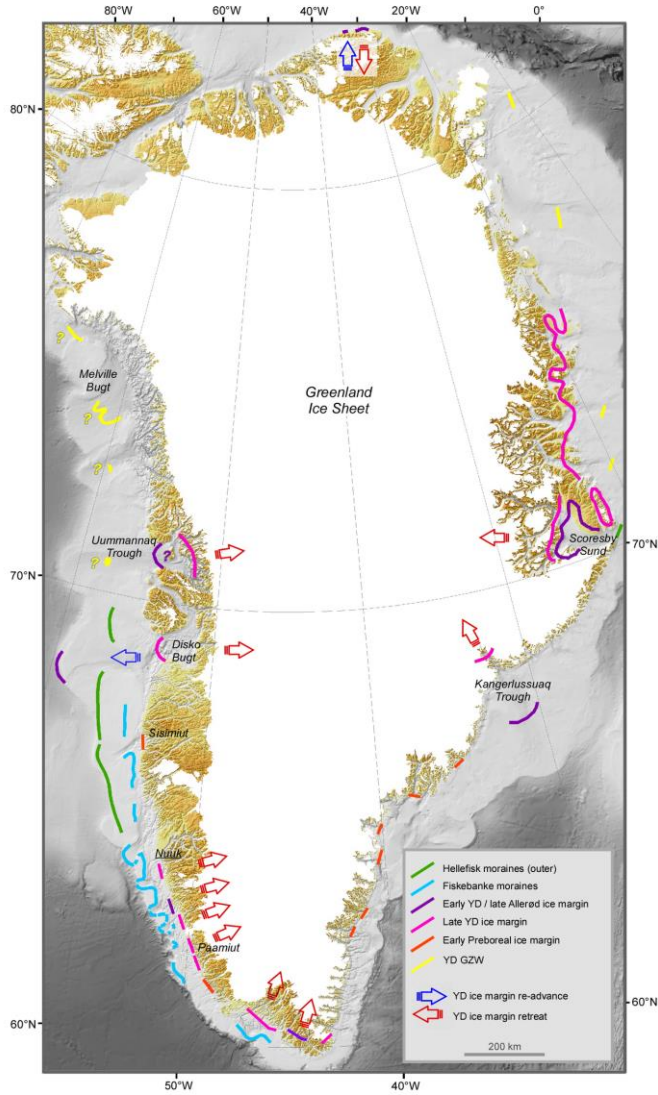 80°W
60°W
40°W
20°W
0°
80°N
?
Melville
Bugt
?
?
Greenland
Ice Sheet
Uummannaq
Trough
?
?
Scoresby
Sund
70°N
70°N
Disko
Bugt
Kangerlussuaq
Trough
Sisimiut
Nuuk
Paamiut
Hellefisk moraines (outer)
Fiskebanke moraines
Early YD / late Allerød ice margin
Late YD ice margin
Early Preboreal ice margin
YD GZW
YD ice margin re-advance
YD ice margin retreat
200 km
60°N
60°N
50°W
40°W